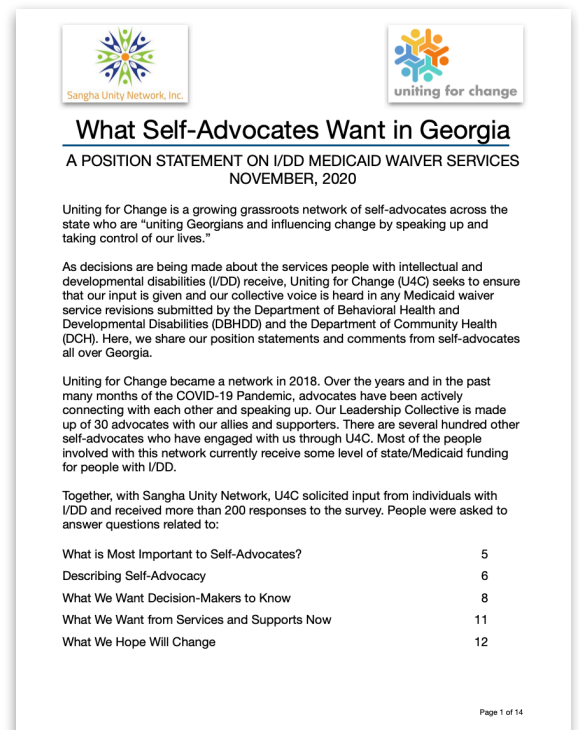 Sangha Unity Network, Inc.
uniting for change
What Self-Advocates Want in Georgia
A POSITION STATEMENT ON I/DD MEDICAID WAIVER SERVICES
NOVEMBER, 2020
Uniting for Change is a growing grassroots network of self-advocates across the
state who are “uniting Georgians and influencing change by speaking up and
taking control of our lives.”
As decisions are being made about the services people with intellectual and
developmental disabilities (I/DD) receive, Uniting for Change (U4C) seeks to ensure
that our input is given and our collective voice is heard in any Medicaid waiver
service revisions submitted by the Department of Behavioral Health and
Developmental Disabilities (DBHDD) and the Department of Community Health
(DCH). Here, we share our position statements and comments from self-advocates
all over Georgia.
Uniting for Change became a network in 2018. Over the years and in the past
many months of the COVID-19 Pandemic, advocates have been actively
connecting with each other and speaking up. Our Leadership Collective is made
up of 30 advocates with our allies and supporters. There are several hundred other
self-advocates who have engaged with us through U4C. Most of the people
involved with this network currently receive some level of state/Medicaid funding
for people with I/DD.
Together, with Sangha Unity Network, U4C solicited input from individuals with
I/DD and received more than 200 responses to the survey. People were asked to
answer questions related to:
What is Most Important to Self-Advocates? 5
Describing Self-Advocacy 6
What We Want Decision-Makers to Know 8
What We Want from Services and Supports Now 11
What We Hope Will Change 12
Page 1 of 14